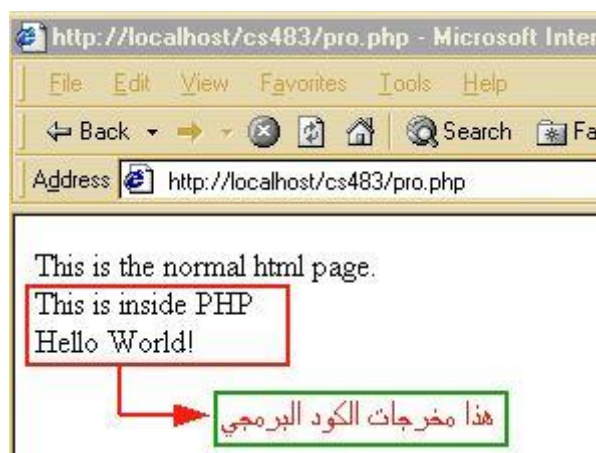 http://localhost/cs483/pro.php - Microsoft Inter
File Edit View Favorites Tools Help
Back Search Fa
Address http://localhost/cs483/pro.php
This is the normal html page.
This is inside PHP
Hello World!
هذا مخرجات الكود البرمجي